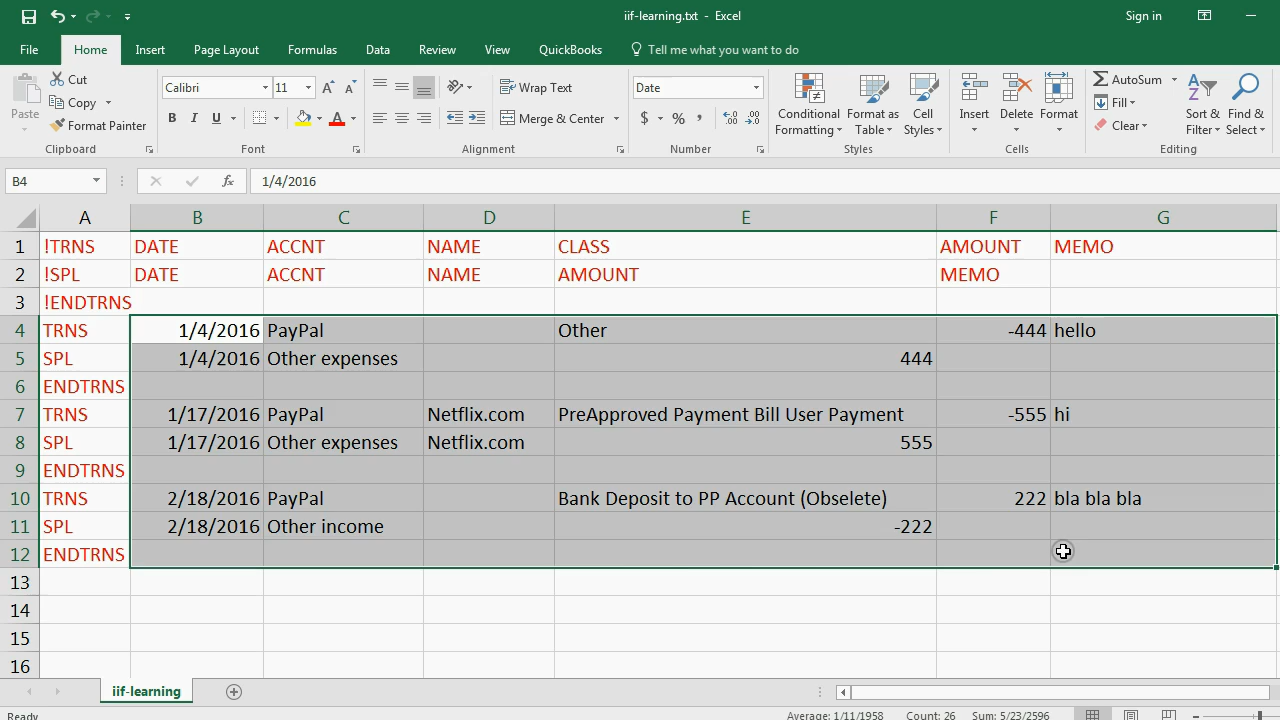 iif-learning.txt - Excel
Sign in
File Home Insert Page Layout Formulas Data Review View QuickBooks Tell me what you want to do
Paste
Cut
Copy
Format Painter
Clipboard
Calibri 11 A A
B I U A
Font
Wrap Text
Merge & Center
Alignment
Date
$ % ,
Number
Conditional Formatting
Format as Table
Cell Styles
Styles
Insert Delete Format
Cells
AutoSum
Fill
Clear
Sort & Filter
Find & Select
Editing
B4 fx 1/4/2016
A B C D E F G
1 !TRNS DATE ACCNT NAME CLASS AMOUNT MEMO
2 !SPL DATE ACCNT NAME AMOUNT MEMO
3 !ENDTRNS
4 TRNS 1/4/2016 PayPal Other -444 hello
5 SPL 1/4/2016 Other expenses 444
6 ENDTRNS
7 TRNS 1/17/2016 PayPal Netflix.com PreApproved Payment Bill User Payment -555 hi
8 SPL 1/17/2016 Other expenses Netflix.com 555
9 ENDTRNS
10 TRNS 2/18/2016 PayPal Bank Deposit to PP Account (Obselete) 222 bla bla bla
11 SPL 2/18/2016 Other income -222
12 ENDTRNS
13
14
15
16
iif-learning
Ready Average: 1/11/1958 Count: 26 Sum: 5/23/2596